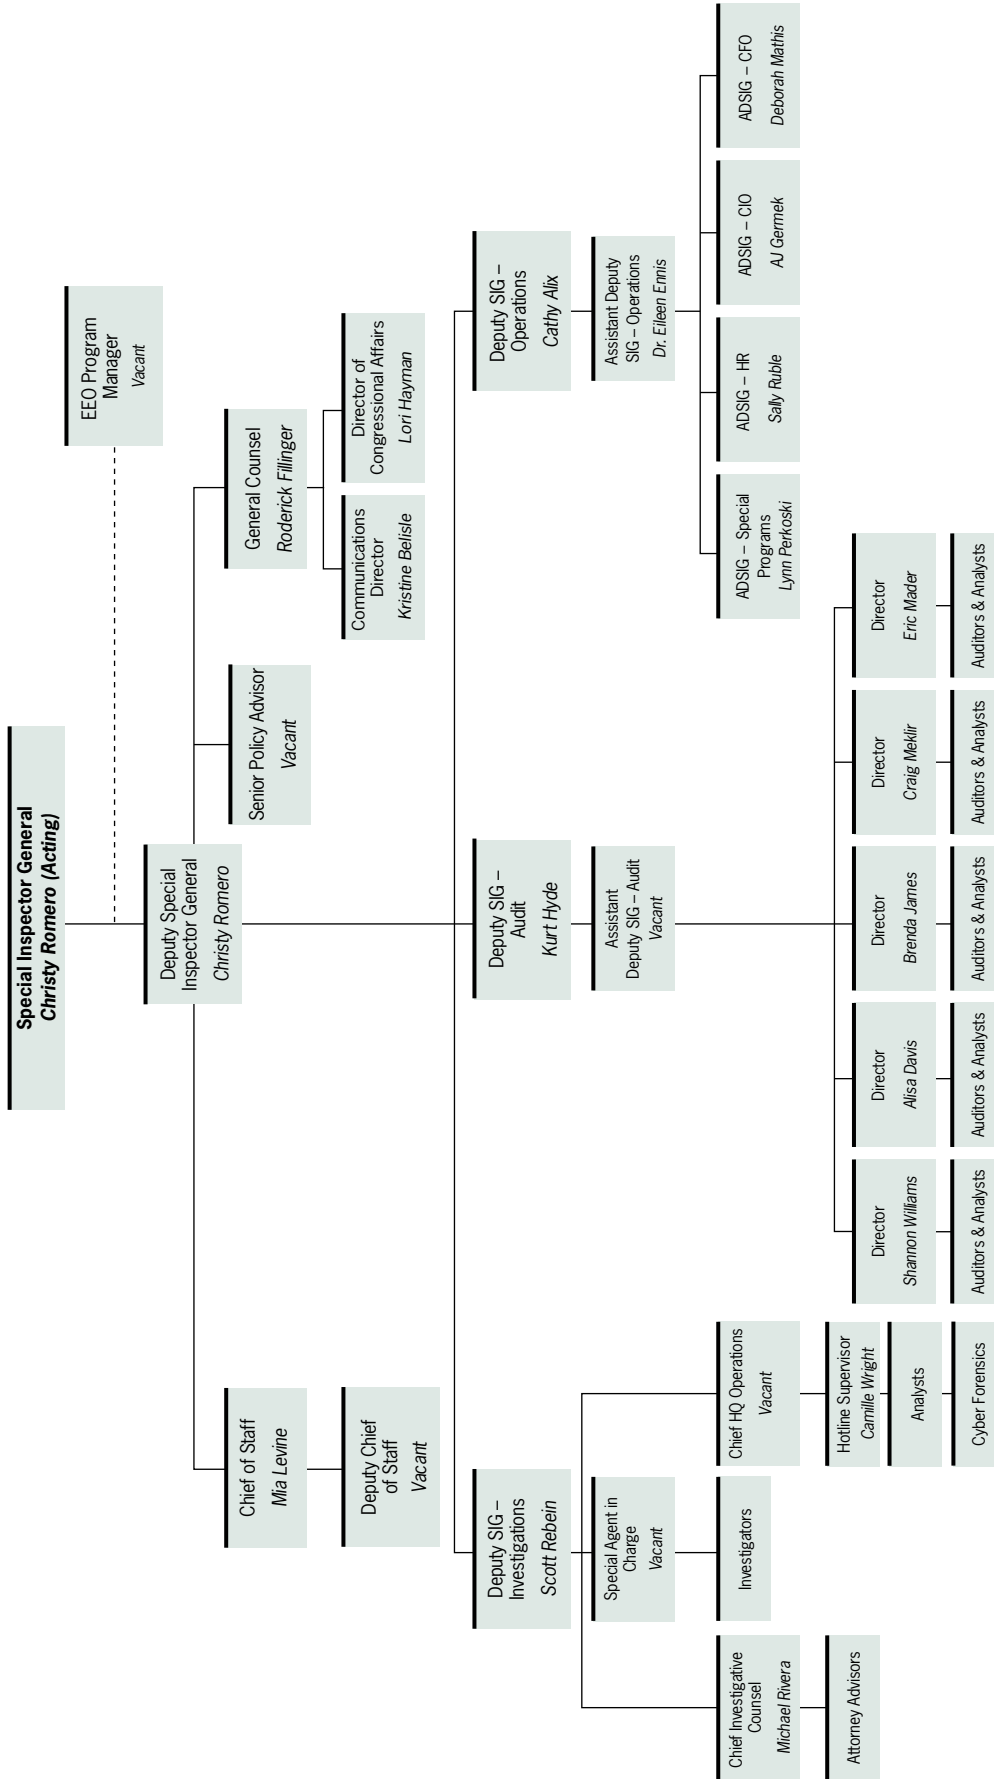 Special Inspector General
Christy Romero (Acting)
EEO Program
Manager
Vacant
Deputy Special
Inspector General
Christy Romero
Chief of Staff
Mia Levine
Senior Policy Advisor
Vacant
General Counsel
Roderick Fillinger
Deputy Chief
of Staff
Vacant
Communications
Director
Kristine Belisle
Director of
Congressional Affairs
Lori Hayman
Deputy SIG –
Investigations
Scott Rebein
Deputy SIG –
Audit
Kurt Hyde
Deputy SIG –
Operations
Cathy Alix
Special Agent in
Charge
Vacant
Assistant
Deputy SIG – Audit
Vacant
Assistant Deputy
SIG – Operations
Dr. Eileen Ennis
Chief Investigative
Counsel
Michael Rivera
Investigators
Chief HQ Operations
Vacant
ADSIG – Special
Programs
Lynn Perkoski
ADSIG – HR
Sally Ruble
ADSIG – CIO
AJ Germek
ADSIG – CFO
Deborah Mathis
Attorney Advisors
Hotline Supervisor
Camille Wright
Analysts
Cyber Forensics
Director
Shannon Williams
Director
Alisa Davis
Director
Brenda James
Director
Craig Meklir
Director
Eric Mader
Auditors & Analysts
Auditors & Analysts
Auditors & Analysts
Auditors & Analysts
Auditors & Analysts